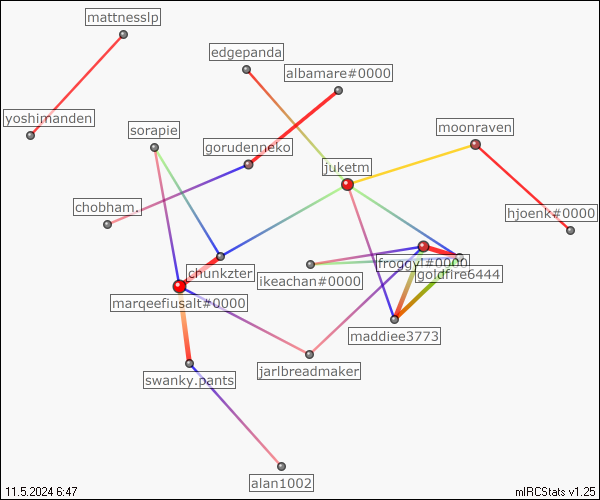 mattnesslp
edgepanda
albamare#0000
yoshimanden
sorapie
moonraven
gorudenneko
juketm
chobham.
hjoenk#0000
froggyl#0000
chunkzter
goldfire6444
ikeachan#0000
marqeefiusalt#0000
maddiee3773
jarlbreadmaker
swanky.pants
alan1002
11.5.2024 6:47
mIRCStats v1.25